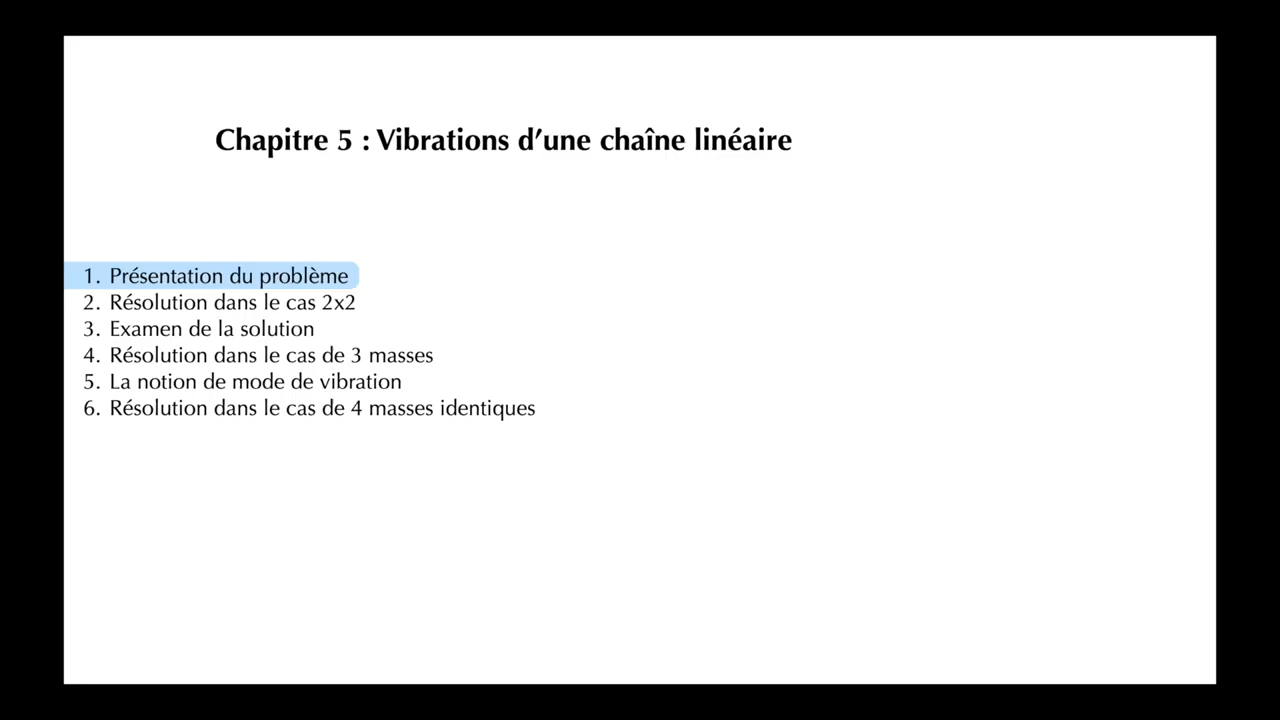 Chapitre 5 : Vibrations d’une chaîne linéaire
1. Présentation du problème
2. Résolution dans le cas 2x2
3. Examen de la solution
4. Résolution dans le cas de 3 masses
5. La notion de mode de vibration
6. Résolution dans le cas de 4 masses identiques